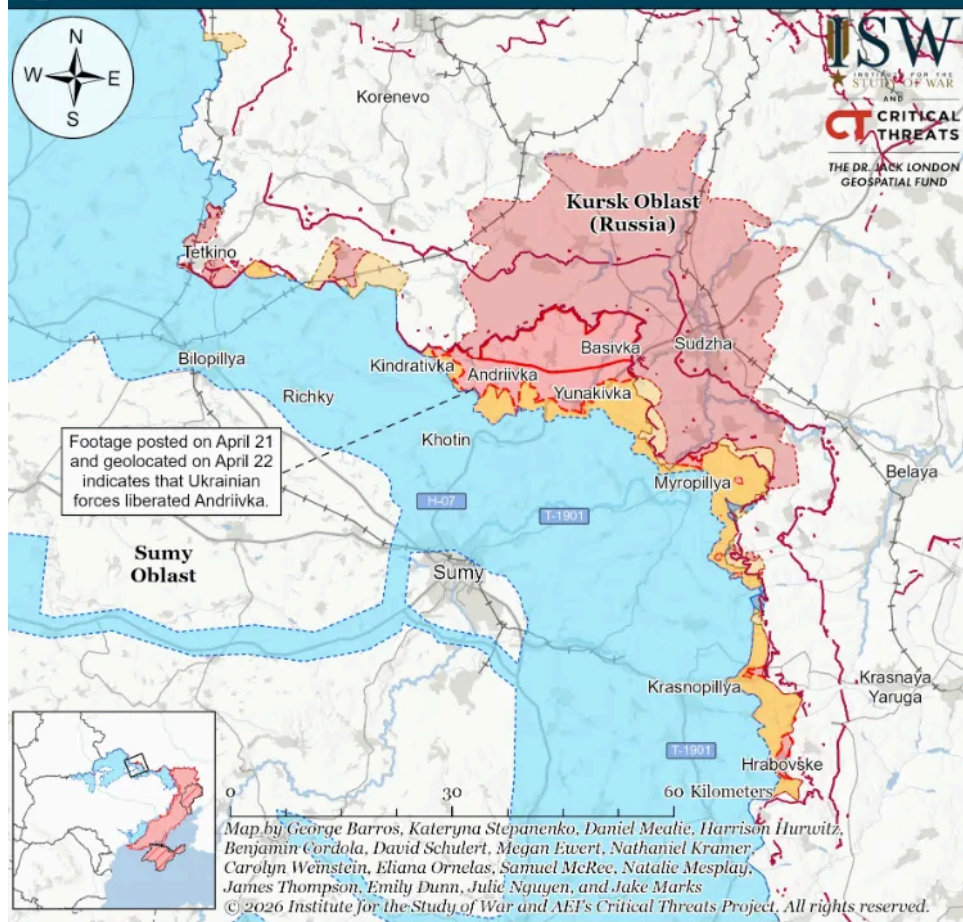 N
W E
S
ISW
INSTITUTE FOR THE
STUDY OF WAR
AND
CT CRITICAL
THREATS
THE DR. JACK LONDON
GEOSPATIAL FUND
Korenevo
Kursk Oblast
(Russia)
Tetkino
Bilopillya
Kindrativka
Andriivka
Basivka
Sudzha
Richky
Yunakivka
Khotin
Footage posted on April 21
and geolocated on April 22
indicates that Ukrainian
forces liberated Andriivka.
Myropillya
Belaya
H-07
T-1901
Sumy
Oblast
Sumy
Krasnopillya
Krasnaya
Yaruga
T-1901
Hrabovske
0 30 60 Kilometers
Map by George Barros, Kateryna Stepanenko, Daniel Mealie, Harrison Hurwitz,
Benjamin Cordola, David Schulert, Megan Ewert, Nathaniel Kramer,
Carolyn Weinstein, Eliana Ornelas, Samuel McRee, Natalie Mesplay,
James Thompson, Emily Dunn, Julie Nguyen, and Jake Marks
© 2026 Institute for the Study of War and AEI's Critical Threats Project. All rights reserved.